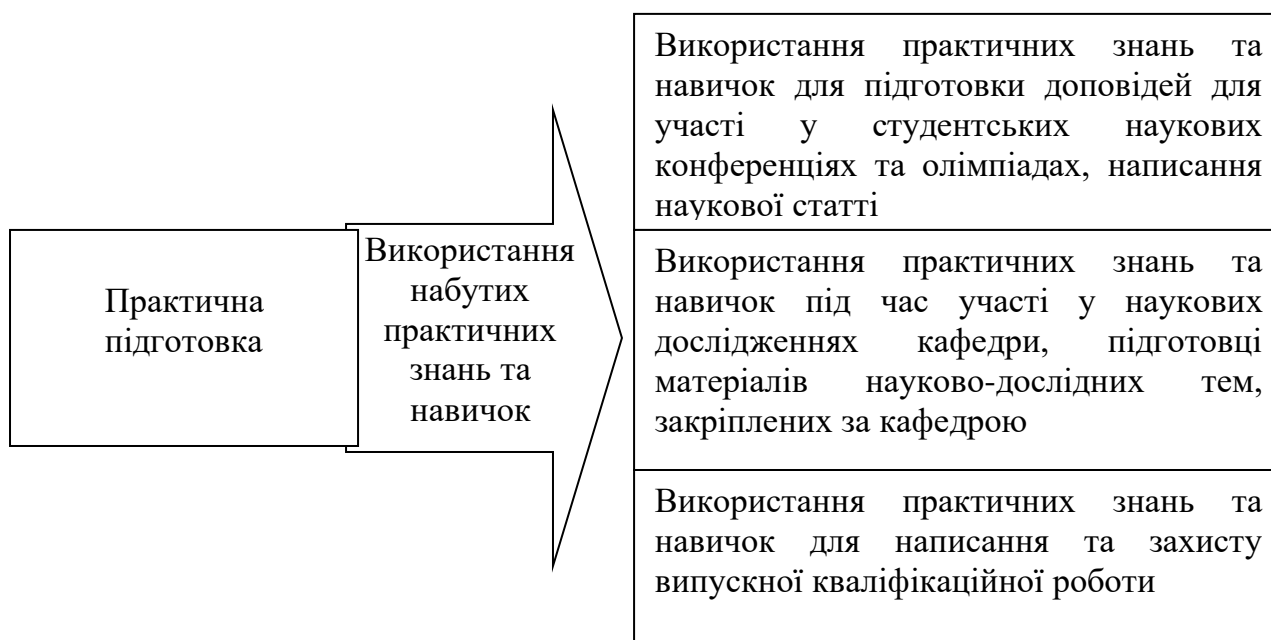 Практична
підготовка
Використання
набутих
практичних
знань та
навичок
Використання практичних знань та
навичок для підготовки доповідей для
участі у студентських наукових
конференціях та олімпіадах, написання
наукової статті
Використання практичних знань та
навичок під час участі у наукових
дослідженнях кафедри, підготовці
матеріалів науково-дослідних тем,
закріплених за кафедрою
Використання практичних знань та
навичок для написання та захисту
випускної кваліфікаційної роботи